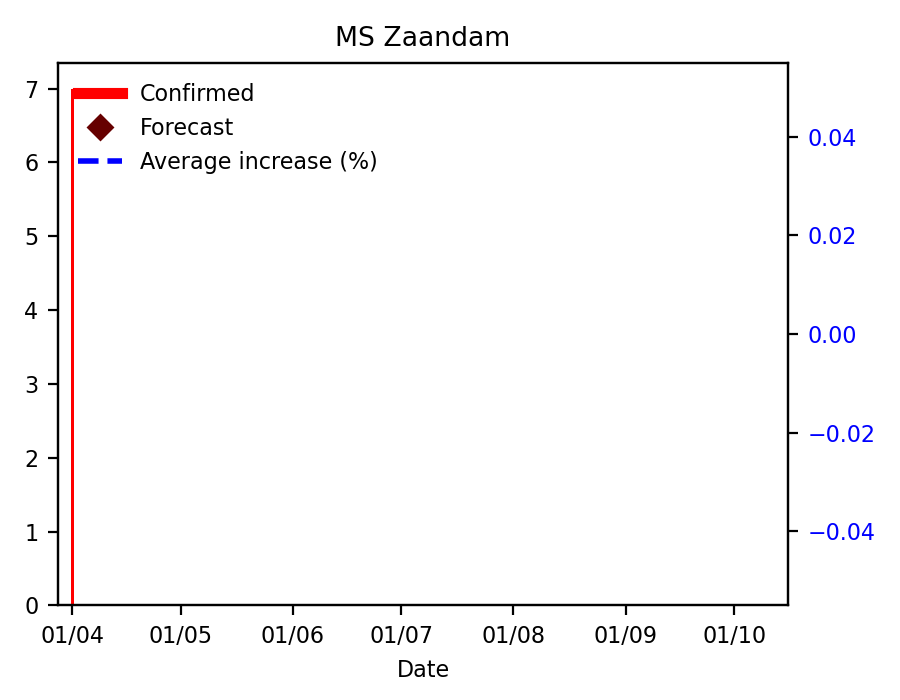 MS Zaandam
Confirmed
Forecast
Average increase (%)
7
6
5
4
3
2
1
0
0.04
0.02
0.00
−0.02
−0.04
01/04 01/05 01/06 01/07 01/08 01/09 01/10
Date